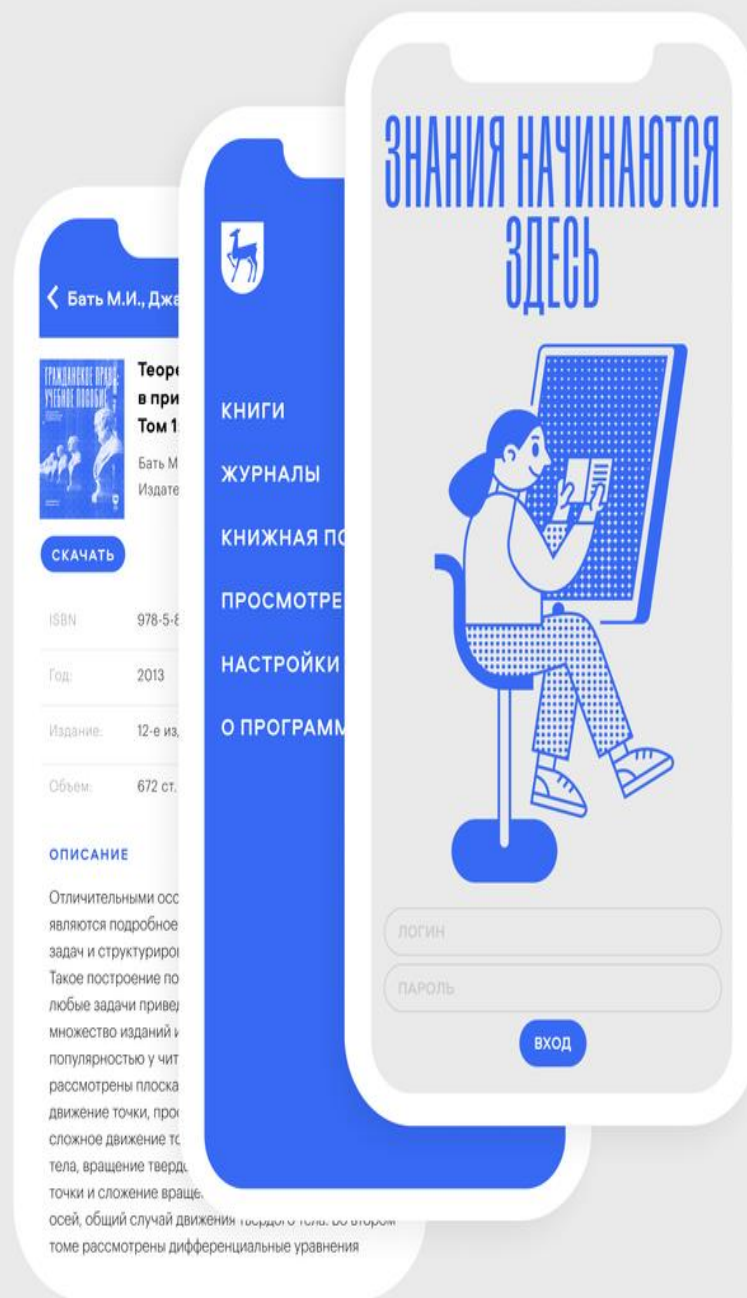 ‹ Бать М.И., Джа
ГРАЖДАНСКОЕ ПРАВО:
УЧЕБНОЕ ПОСОБИЕ
Теоре
в при
Том 1:
Бать М
Издате
СКАЧАТЬ
ISBN 978-5-8
Год: 2013
Издание: 12-е из
Объем: 672 ст.
ОПИСАНИЕ
Отличительными осо
являются подробное
задач и структуриро
Такое построение по
любые задачи приве
множество изданий и
популярностью у чит
рассмотрены плоска
движение точки, про
сложное движение то
тела, вращение тверд
точки и сложение враще
осей, общий случай движения твердого тела. Во втором
томе рассмотрены дифференциальные уравнения
КНИГИ
ЖУРНАЛЫ
КНИЖНАЯ ПО
ПРОСМОТРЕ
НАСТРОЙКИ
О ПРОГРАММ
ЗНАНИЯ НАЧИНАЮТСЯ
ЗДЕСЬ
ЛОГИН
ПАРОЛЬ
ВХОД